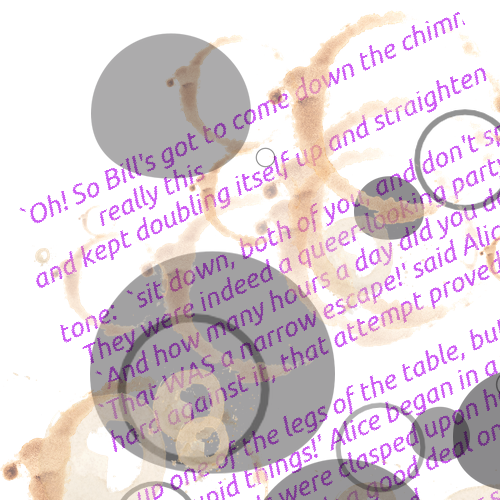 `Oh! So Bill's got to come down the chimn
really this
and kept doubling itself up and straighten
tone: `sit down, both of you, and don't
They were indeed a queer-looking party
`And how many hours a day did you
`That WAS a narrow escape!' said Alic
hard against it, that attempt proved
up one of the legs of the table, but
things!' Alice began in a
were clasped upon
a good deal on